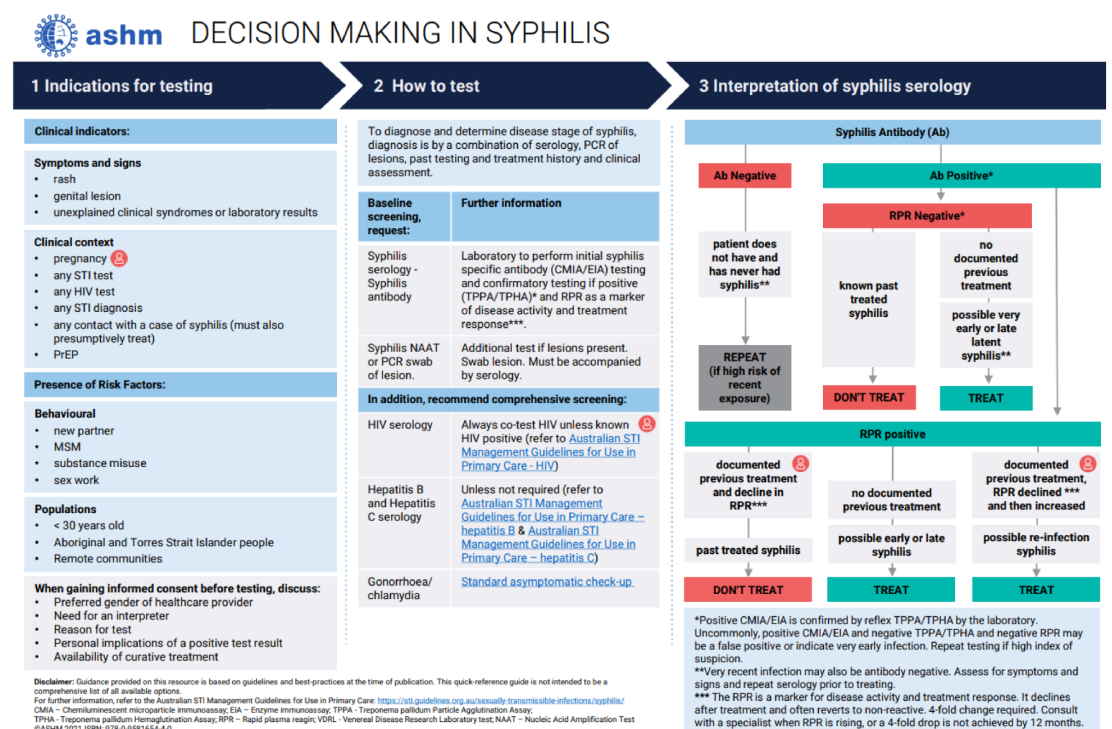 ashm
DECISION MAKING IN SYPHILIS
1 Indications for testing
Clinical indicators:
Symptoms and signs
• rash
• genital lesion
• unexplained clinical syndromes or laboratory results
Clinical context
• pregnancy
• any STI test
• any HIV test
• any STI diagnosis
• any contact with a case of syphilis (must also
presumptively treat)
• PrEP
Presence of Risk Factors:
Behavioural
• new partner
• MSM
• substance misuse
• sex work
Populations
• < 30 years old
• Aboriginal and Torres Strait Islander people
• Remote communities
When gaining informed consent before testing, discuss:
• Preferred gender of healthcare provider
• Need for an interpreter
• Reason for test
• Personal implications of a positive test result
• Availability of curative treatment
2 How to test
To diagnose and determine disease stage of syphilis,
diagnosis is by a combination of serology, PCR of
lesions, past testing and treatment history and clinical
assessment.
Baseline
screening,
request:
Further information
Syphilis
serology -
Syphilis
antibody
Laboratory to perform initial syphilis
specific antibody (CMIA/EIA) testing
and confirmatory testing if positive
(TPPA/TPHA)* and RPR as a marker
of disease activity and treatment
response***.
Syphilis NAAT
or PCR swab
of lesion.
Additional test if lesions present.
Swab lesion. Must be accompanied
by serology.
In addition, recommend comprehensive screening:
HIV serology
Always co-test HIV unless known
HIV positive (refer to Australian STI
Management Guidelines for Use in
Primary Care - HIV)
Hepatitis B
and Hepatitis
C serology
Unless not required (refer to
Australian STI Management
Guidelines for Use in Primary Care –
hepatitis B & Australian STI
Management Guidelines for Use in
Primary Care – hepatitis C)
Gonorrhoea/
chlamydia
Standard asymptomatic check-up
3 Interpretation of syphilis serology
Syphilis Antibody (Ab)
Ab Negative
Ab Positive*
RPR Negative*
patient does
not have and
has never had
syphilis**
REPEAT
(if high risk of
recent
exposure)
known past
treated
syphilis
DON'T TREAT
no
documented
previous
treatment
possible very
early or late
latent
syphilis**
TREAT
RPR positive
documented
previous treatment
and decline in
RPR***
past treated syphilis
DON'T TREAT
no documented
previous treatment
possible early or late
syphilis
TREAT
documented
previous treatment,
RPR declined ***
and then increased
possible re-infection
syphilis
TREAT
*Positive CMIA/EIA is confirmed by reflex TPPA/TPHA by the laboratory.
Uncommonly, positive CMIA/EIA and negative TPPA/TPHA and negative RPR may
be a false positive or indicate very early infection. Repeat testing if high index of
suspicion.
**Very recent infection may also be antibody negative. Assess for symptoms and
signs and repeat serology prior to treating.
*** The RPR is a marker for disease activity and treatment response. It declines
after treatment and often reverts to non-reactive. 4-fold change required. Consult
with a specialist when RPR is rising, or a 4-fold drop is not achieved by 12 months.
Disclaimer: Guidance provided on this resource is based on guidelines and best-practices at the time of publication. This quick-reference guide is not intended to be a
comprehensive list of all available options.
For further information, refer to the Australian STI Management Guidelines for Use in Primary Care: https://sti.guidelines.org.au/sexually-transmissible-infections/syphilis/
CMIA – Chemiluminescent microparticle immunoassay; EIA – Enzyme immunoassay; TPPA - Treponema pallidum Particle Agglutination Assay;
TPHA - Treponema pallidum Hemaglutination Assay; RPR – Rapid plasma reagin; VDRL - Venereal Disease Research Laboratory test; NAAT – Nucleic Acid Amplification Test
©ASHM 2021 ISBN: 978-0-9581654-4-0